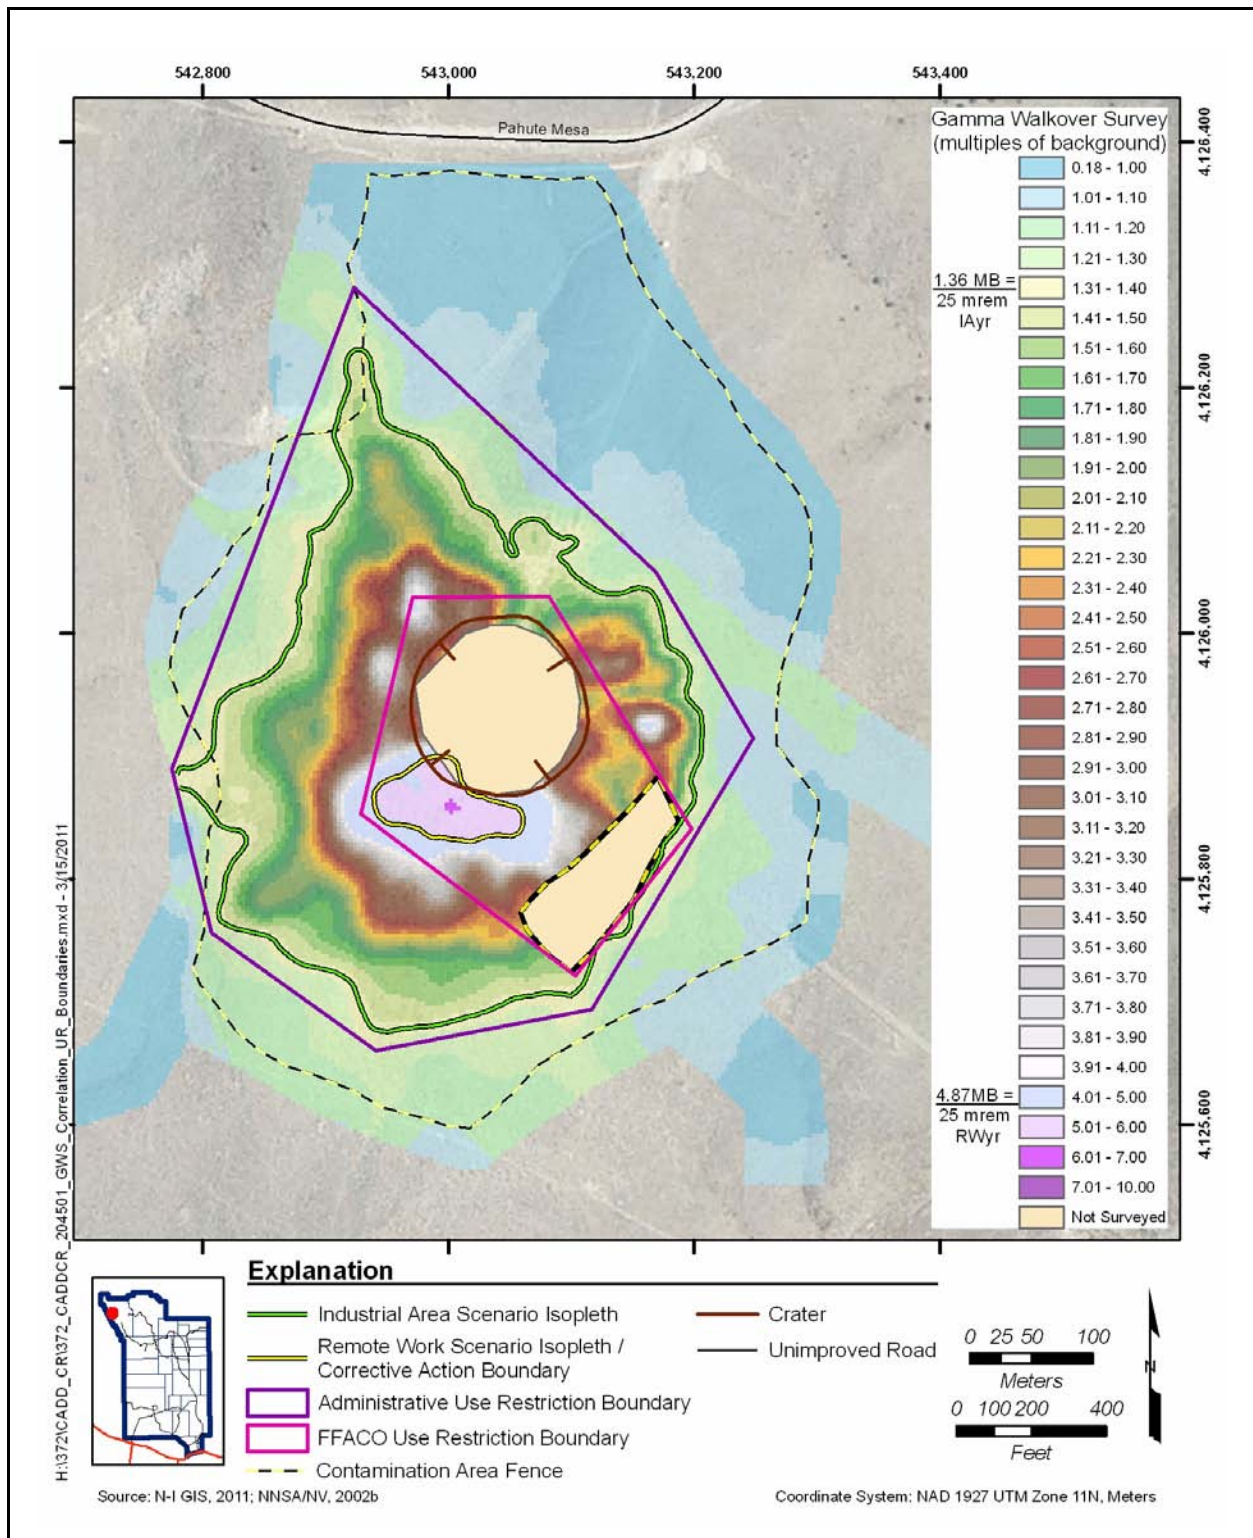 542,800
543,000
543,200
543,400
Pahute Mesa
4,126,400
4,126,200
4,126,000
4,125,800
4,125,600
Gamma Walkover Survey
(multiples of background)
0.18 - 1.00
1.01 - 1.10
1.11 - 1.20
1.21 - 1.30
1.36 MB =
25 mrem
IAyr
1.31 - 1.40
1.41 - 1.50
1.51 - 1.60
1.61 - 1.70
1.71 - 1.80
1.81 - 1.90
1.91 - 2.00
2.01 - 2.10
2.11 - 2.20
2.21 - 2.30
2.31 - 2.40
2.41 - 2.50
2.51 - 2.60
2.61 - 2.70
2.71 - 2.80
2.81 - 2.90
2.91 - 3.00
3.01 - 3.10
3.11 - 3.20
3.21 - 3.30
3.31 - 3.40
3.41 - 3.50
3.51 - 3.60
3.61 - 3.70
3.71 - 3.80
3.81 - 3.90
3.91 - 4.00
4.87MB =
25 mrem
RWyr
4.01 - 5.00
5.01 - 6.00
6.01 - 7.00
7.01 - 10.00
Not Surveyed
H:\372\CADD_CR\372_CADDCR_204501_GWS_Correlation_UR_Boundaries.mxd - 3/15/2011
Explanation
Industrial Area Scenario Isopleth
Remote Work Scenario Isopleth /
Corrective Action Boundary
Administrative Use Restriction Boundary
FFACO Use Restriction Boundary
Contamination Area Fence
Crater
Unimproved Road
0 25 50 100
Meters
0 100 200 400
Feet
N
Source: N-I GIS, 2011; NNSA/NV, 2002b
Coordinate System: NAD 1927 UTM Zone 11N, Meters